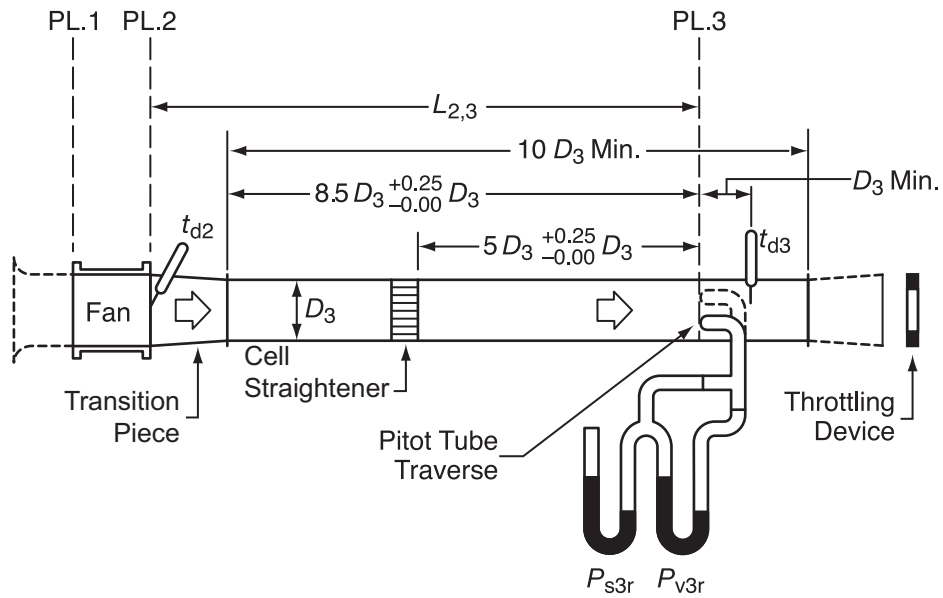 PL.1
PL.2
PL.3
L2,3
10 D3 Min.
8.5 D3 +0.25 −0.00 D3
D3 Min.
td2
5 D3 +0.25 −0.00 D3
td3
Fan
D3
Cell
Straightener
Transition
Piece
Pitot Tube
Traverse
Throttling
Device
Ps3r
Pv3r